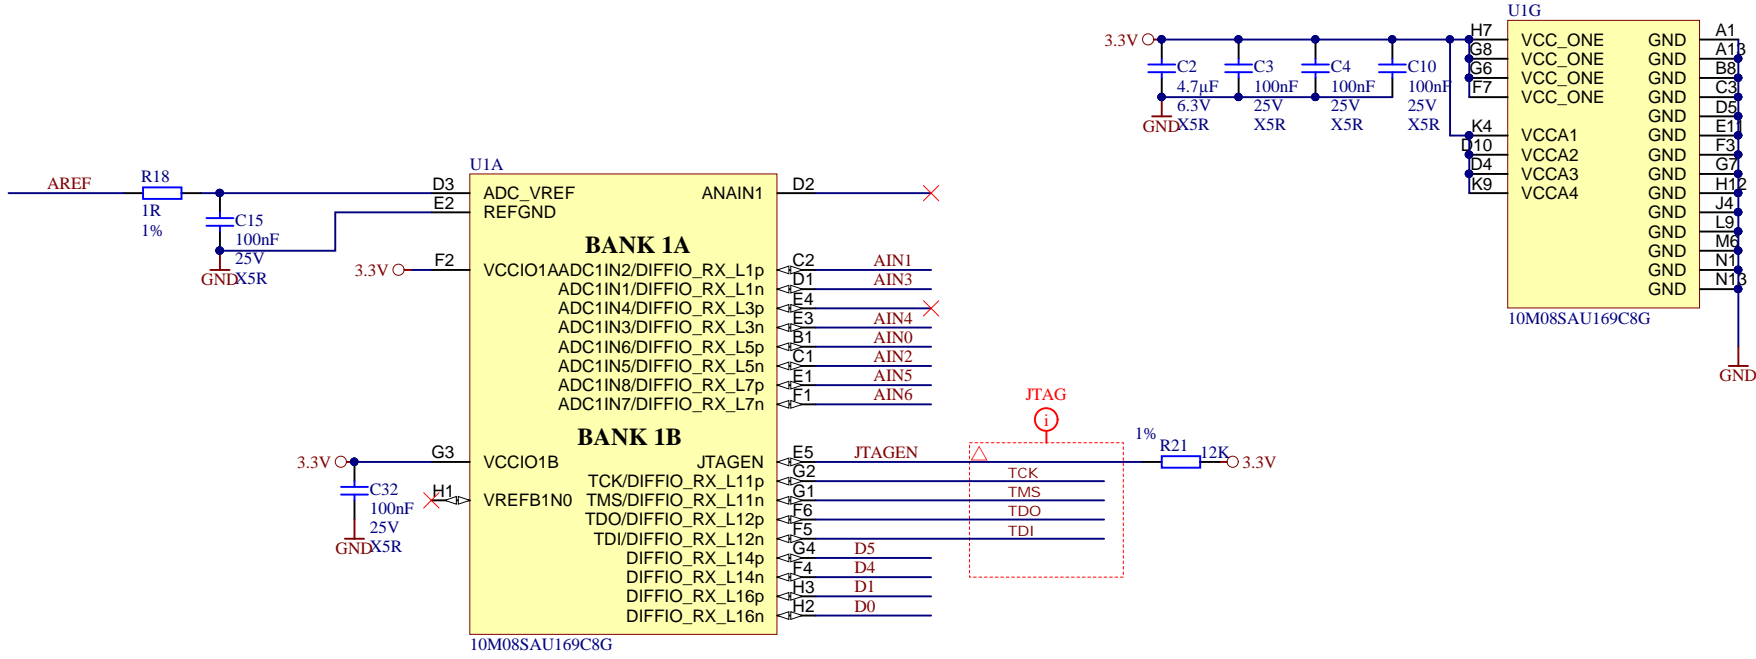 U1G
3.3V
C2
4.7µF
6.3V
X5R
C3
100nF
25V
X5R
C4
100nF
25V
X5R
C10
100nF
25V
X5R
GND
H7 VCC_ONE GND A1
G8 VCC_ONE GND A13
G6 VCC_ONE GND B8
F7 VCC_ONE GND C3
GND D5
K4 VCCA1 GND E11
D10 VCCA2 GND F3
D4 VCCA3 GND G7
K9 VCCA4 GND H12
GND J4
GND L9
GND M6
GND N1
GND N13
10M08SAU169C8G
GND
U1A
AREF
R18
1R
1%
C15
100nF
25V
X5R
GND
D3 ADC_VREF ANAIN1 D2
E2 REFGND
BANK 1A
3.3V F2 VCCIO1A ADC1IN2/DIFFIO_RX_L1p C2 AIN1
ADC1IN1/DIFFIO_RX_L1n D1 AIN3
ADC1IN4/DIFFIO_RX_L3p E4
ADC1IN3/DIFFIO_RX_L3n E3 AIN4
ADC1IN6/DIFFIO_RX_L5p B1 AIN0
ADC1IN5/DIFFIO_RX_L5n C1 AIN2
ADC1IN8/DIFFIO_RX_L7p E1 AIN5
ADC1IN7/DIFFIO_RX_L7n F1 AIN6
BANK 1B
3.3V G3 VCCIO1B JTAGEN E5 JTAGEN
TCK/DIFFIO_RX_L11p G2 TCK
H1 VREFB1N0 TMS/DIFFIO_RX_L11n G1 TMS
TDO/DIFFIO_RX_L12p F6 TDO
TDI/DIFFIO_RX_L12n F5 TDI
DIFFIO_RX_L14p G4 D5
DIFFIO_RX_L14n F4 D4
DIFFIO_RX_L16p H3 D1
DIFFIO_RX_L16n H2 D0
C32
100nF
25V
X5R
GND
10M08SAU169C8G
JTAG
i
1%
R21
12K
3.3V